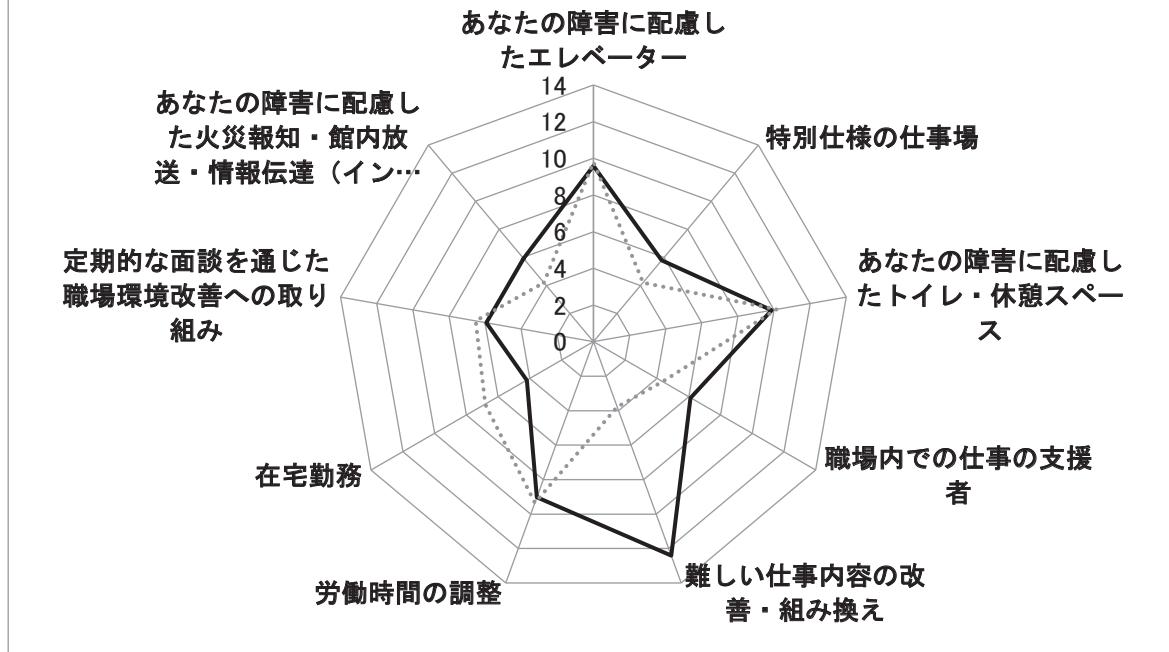 あなたの障害に配慮し
たエレベーター
特別仕様の仕事場
あなたの障害に配慮し
たトイレ・休憩スペー
ス
職場内での仕事の支援
者
難しい仕事内容の改
善・組み換え
労働時間の調整
在宅勤務
定期的な面談を通じた
職場環境改善への取り
組み
あなたの障害に配慮し
た火災報知・館内放
送・情報伝達（イン…
14
12
10
8
6
4
2
0